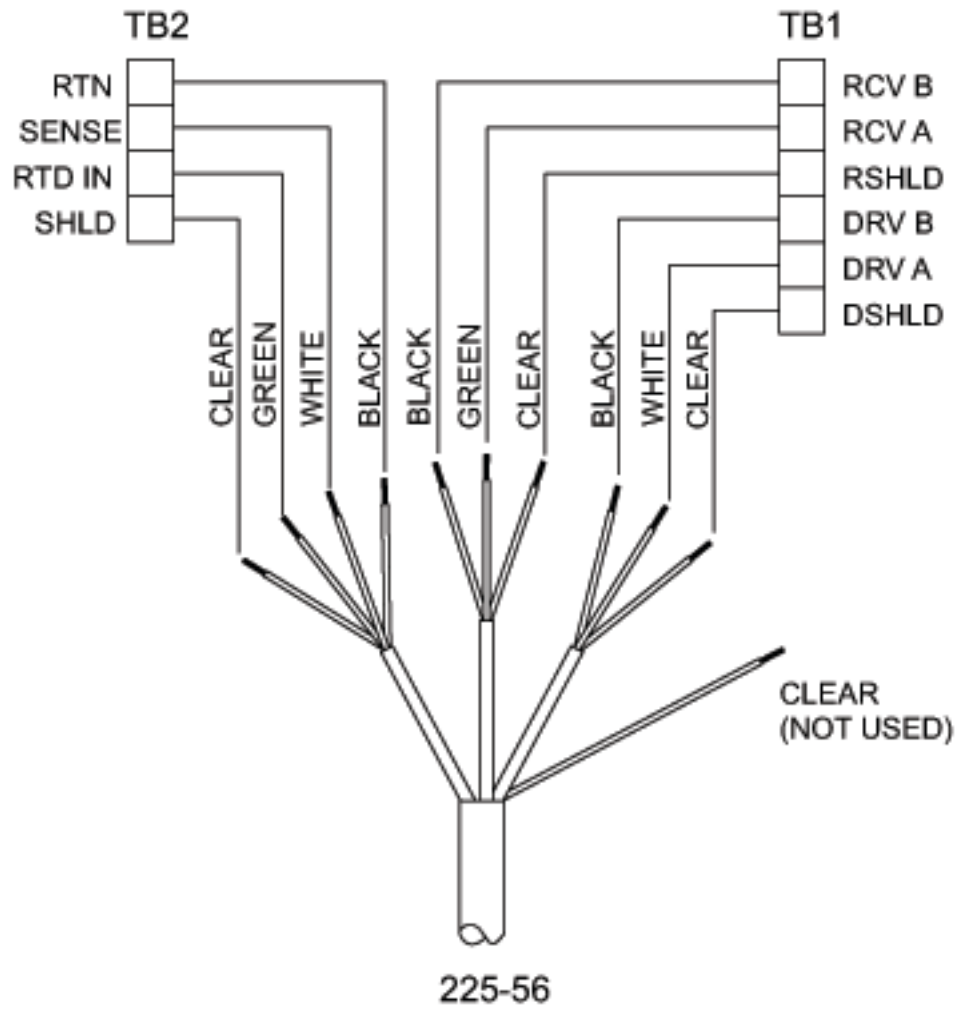 TB2
TB1
RTN
SENSE
RTD IN
SHLD
RCV B
RCV A
RSHLD
DRV B
DRV A
DSHLD
CLEAR
GREEN
WHITE
BLACK
BLACK
GREEN
CLEAR
BLACK
WHITE
CLEAR
CLEAR
(NOT USED)
225-56